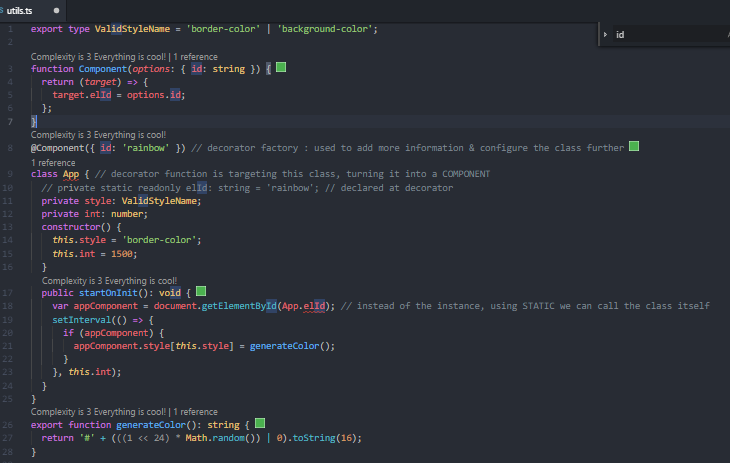 utils.ts
id
1 export type ValidStyleName = 'border-color' | 'background-color';
2
Complexity is 3 Everything is cool! | 1 reference
3 function Component(options: { id: string }) {
4 return (target) => {
5 target.elId = options.id;
6 };
7 }
Complexity is 3 Everything is cool!
8 @Component({ id: 'rainbow' }) // decorator factory : used to add more information & configure the class further
1 reference
9 class App { // decorator function is targeting this class, turning it into a COMPONENT
10 // private static readonly elId: string = 'rainbow'; // declared at decorator
11 private style: ValidStyleName;
12 private int: number;
13 constructor() {
14 this.style = 'border-color';
15 this.int = 1500;
16 }
Complexity is 3 Everything is cool!
17 public startOnInit(): void {
18 var appComponent = document.getElementById(App.elId); // instead of the instance, using STATIC we can call the class itself
19 setInterval(() => {
20 if (appComponent) {
21 appComponent.style[this.style] = generateColor();
22 }
23 }, this.int);
24 }
25 }
Complexity is 3 Everything is cool! | 1 reference
26 export function generateColor(): string {
27 return '#' + (((1 << 24) * Math.random()) | 0).toString(16);
28 }